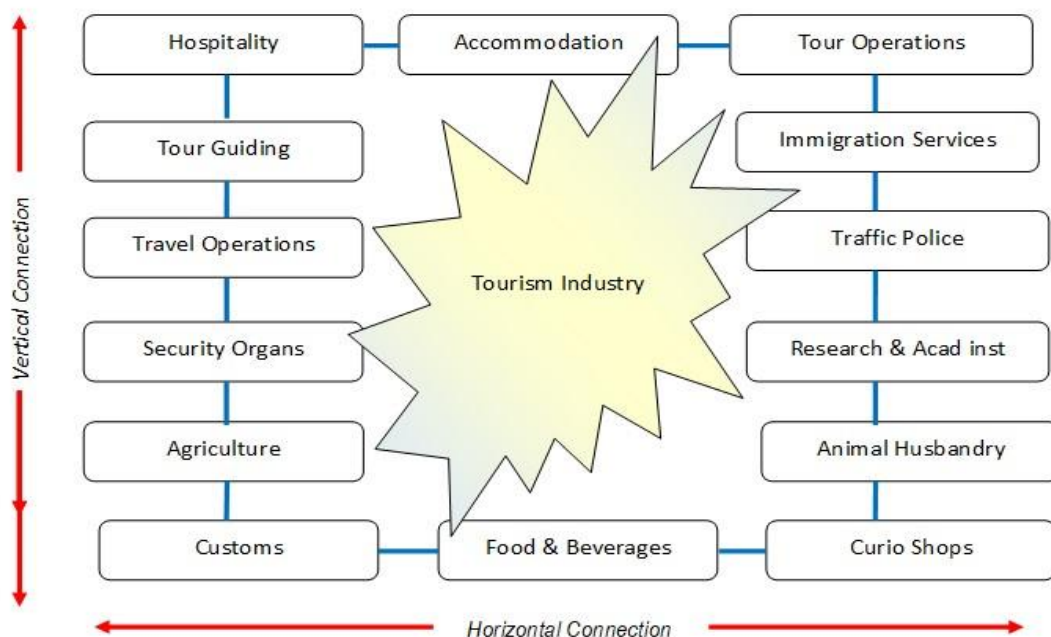 Hospitality
Accommodation
Tour Operations
Tour Guiding
Immigration Services
Travel Operations
Traffic Police
Tourism Industry
Security Organs
Research & Acad inst
Agriculture
Animal Husbandry
Customs
Food & Beverages
Curio Shops
Vertical Connection
Horizontal Connection